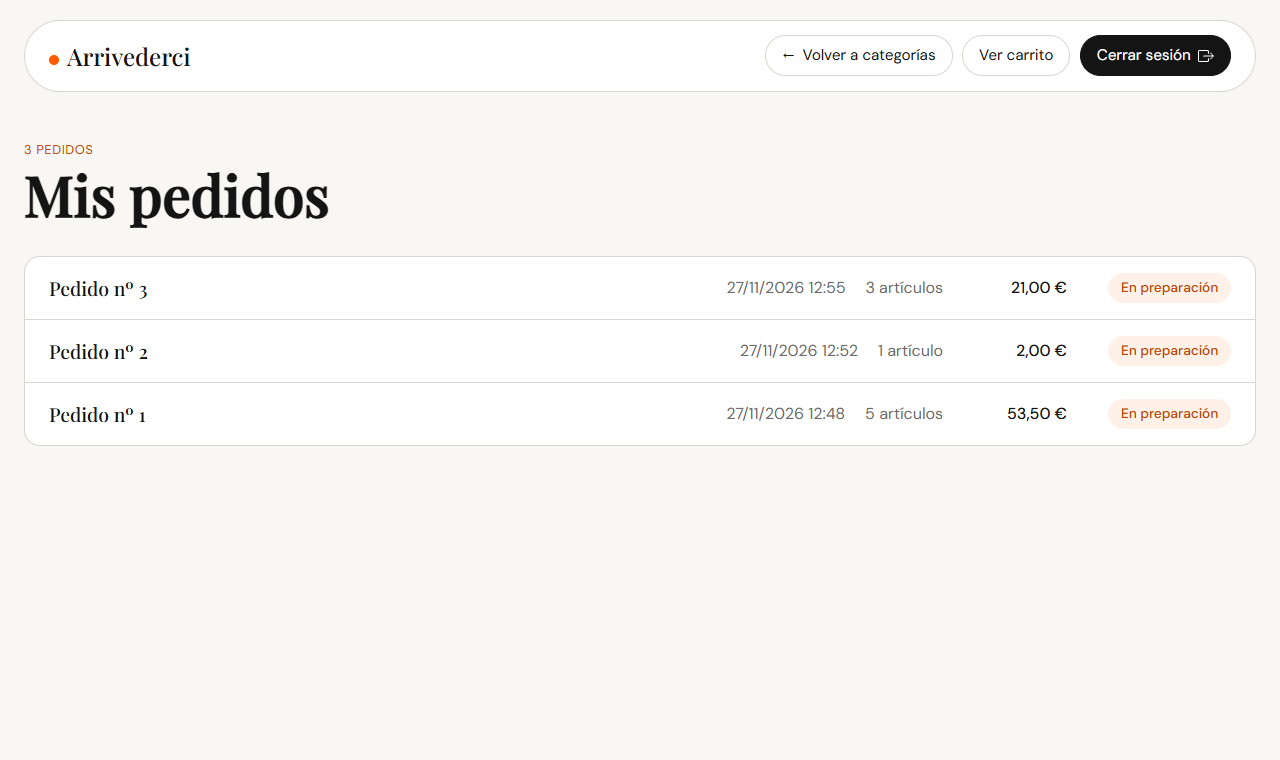 Arrivederci
← Volver a categorías
Ver carrito
Cerrar sesión
3 PEDIDOS
Mis pedidos
Pedido nº 3 27/11/2026 12:55 3 artículos 21,00 € En preparación
Pedido nº 2 27/11/2026 12:52 1 artículo 2,00 € En preparación
Pedido nº 1 27/11/2026 12:48 5 artículos 53,50 € En preparación